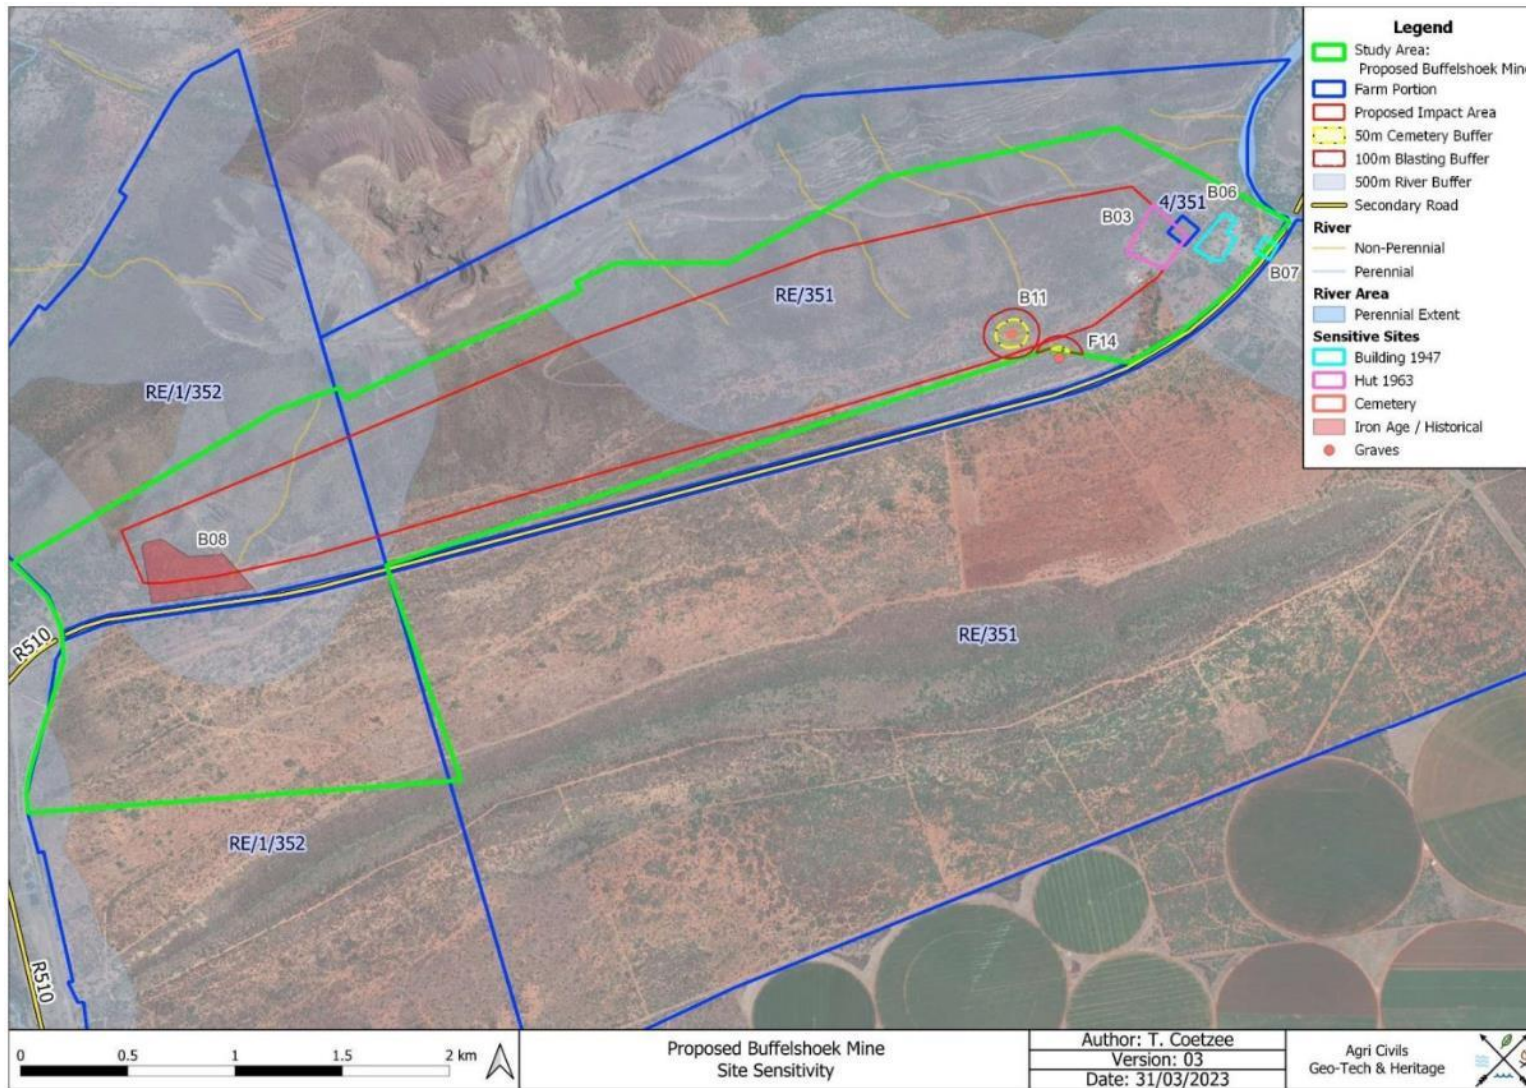 Legend
Study Area:
Proposed Buffelshoek Mine
Farm Portion
Proposed Impact Area
50m Cemetery Buffer
100m Blasting Buffer
500m River Buffer
Secondary Road
River
Non-Perennial
Perennial
River Area
Perennial Extent
Sensitive Sites
Building 1947
Hut 1963
Cemetery
Iron Age / Historical
Graves
B06
4/351
B03
B07
RE/351
B11
F14
RE/1/352
B08
R510
RE/351
RE/1/352
R510
0 0.5 1 1.5 2 km
Proposed Buffelshoek Mine
Site Sensitivity
Author: T. Coetzee
Version: 03
Date: 31/03/2023
Agri Civils
Geo-Tech & Heritage